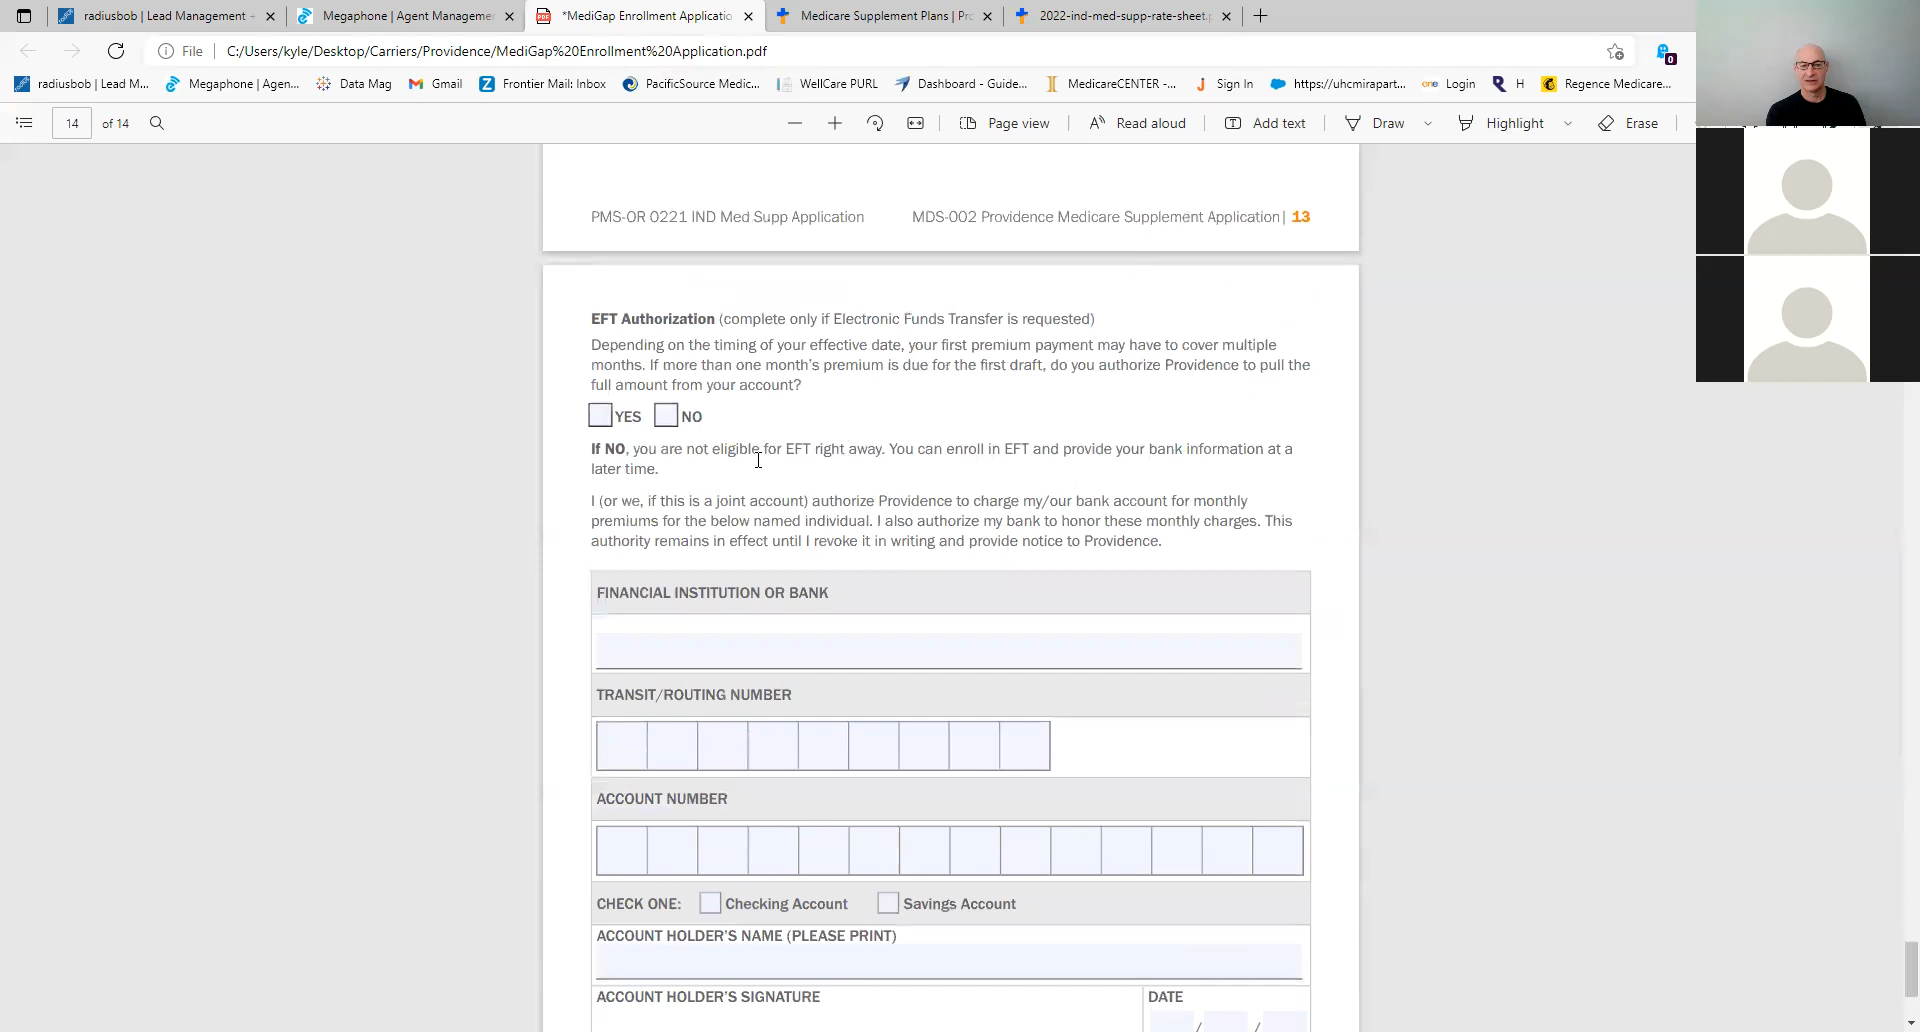 radiusbob | Lead Management -
Megaphone | Agent Managemen
*MediGap Enrollment Applicatio
Medicare Supplement Plans | Pro
2022-ind-med-supp-rate-sheet.p
File
C:/Users/kyle/Desktop/Carriers/Providence/MediGap%20Enrollment%20Application.pdf
0
radiusbob | Lead M...
Megaphone | Agen...
Data Mag
Gmail
Frontier Mail: Inbox
PacificSource Medic...
WellCare PURL
Dashboard - Guide...
MedicareCENTER -...
Sign In
https://uhcmirapart...
one Login
H
Regence Medicare...
14 of 14
Page view
Read aloud
Add text
Draw
Highlight
Erase
PMS-OR 0221 IND Med Supp Application
MDS-002 Providence Medicare Supplement Application| 13
EFT Authorization (complete only if Electronic Funds Transfer is requested)
Depending on the timing of your effective date, your first premium payment may have to cover multiple
months. If more than one month's premium is due for the first draft, do you authorize Providence to pull the
full amount from your account?
YES NO
If NO, you are not eligible for EFT right away. You can enroll in EFT and provide your bank information at a
later time.
I (or we, if this is a joint account) authorize Providence to charge my/our bank account for monthly
premiums for the below named individual. I also authorize my bank to honor these monthly charges. This
authority remains in effect until I revoke it in writing and provide notice to Providence.
FINANCIAL INSTITUTION OR BANK
TRANSIT/ROUTING NUMBER
ACCOUNT NUMBER
CHECK ONE: Checking Account Savings Account
ACCOUNT HOLDER'S NAME (PLEASE PRINT)
ACCOUNT HOLDER'S SIGNATURE
DATE
/ /